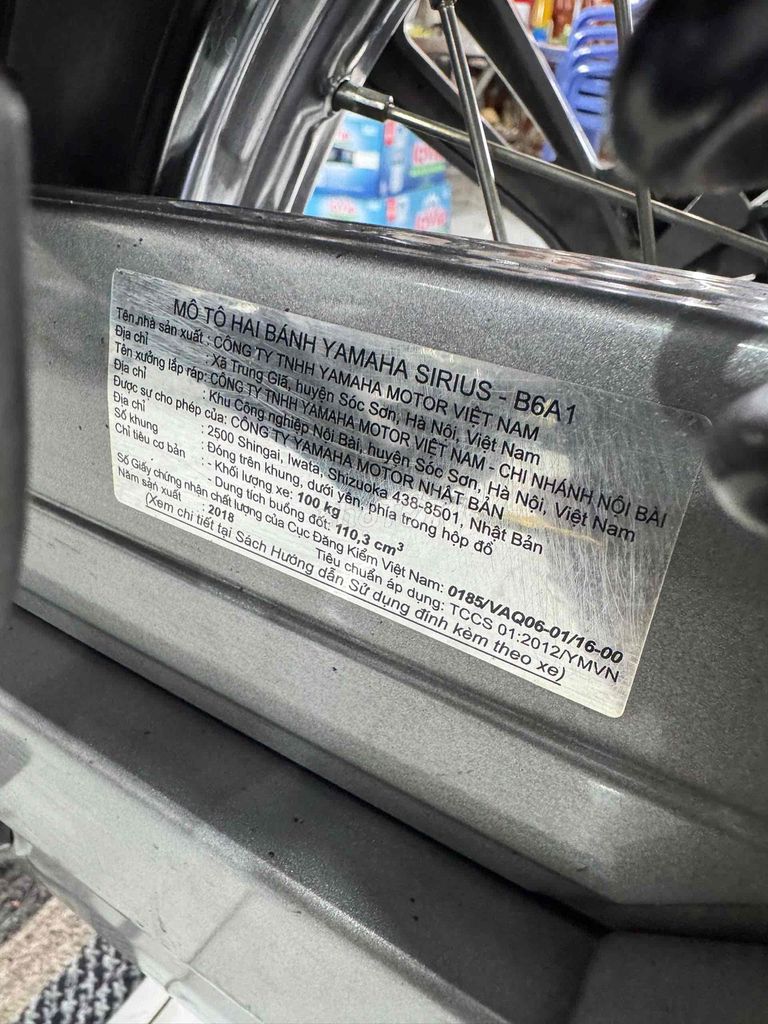 MÔ TÔ HAI BÁNH YAMAHA SIRIUS - B6A1
Tên nhà sản xuất : CÔNG TY TNHH YAMAHA MOTOR VIỆT NAM
Địa chỉ : Xã Trung Giã, huyện Sóc Sơn, Hà Nội, Việt Nam
Tên xưởng lắp ráp: CÔNG TY TNHH YAMAHA MOTOR VIỆT NAM - CHI NHÁNH NỘI BÀI
Địa chỉ : Khu Công nghiệp Nội Bài, huyện Sóc Sơn, Hà Nội, Việt Nam
Được sự cho phép của: CÔNG TY YAMAHA MOTOR NHẬT BẢN
Địa chỉ : 2500 Shingai, Iwata, Shizuoka 438-8501, Nhật Bản
Số khung : Đóng trên khung, dưới yên, phía trong hộp đồ
Chỉ tiêu cơ bản : - Khối lượng xe: 100 kg
- Dung tích buồng đốt: 110,3 cm³
Số Giấy chứng nhận chất lượng của Cục Đăng Kiểm Việt Nam: 0185/VAQ06-01/16-00
Năm sản xuất : 2018 Tiêu chuẩn áp dụng: TCCS 01:2012/YMVN
(Xem chi tiết tại Sách Hướng dẫn Sử dụng đính kèm theo xe)